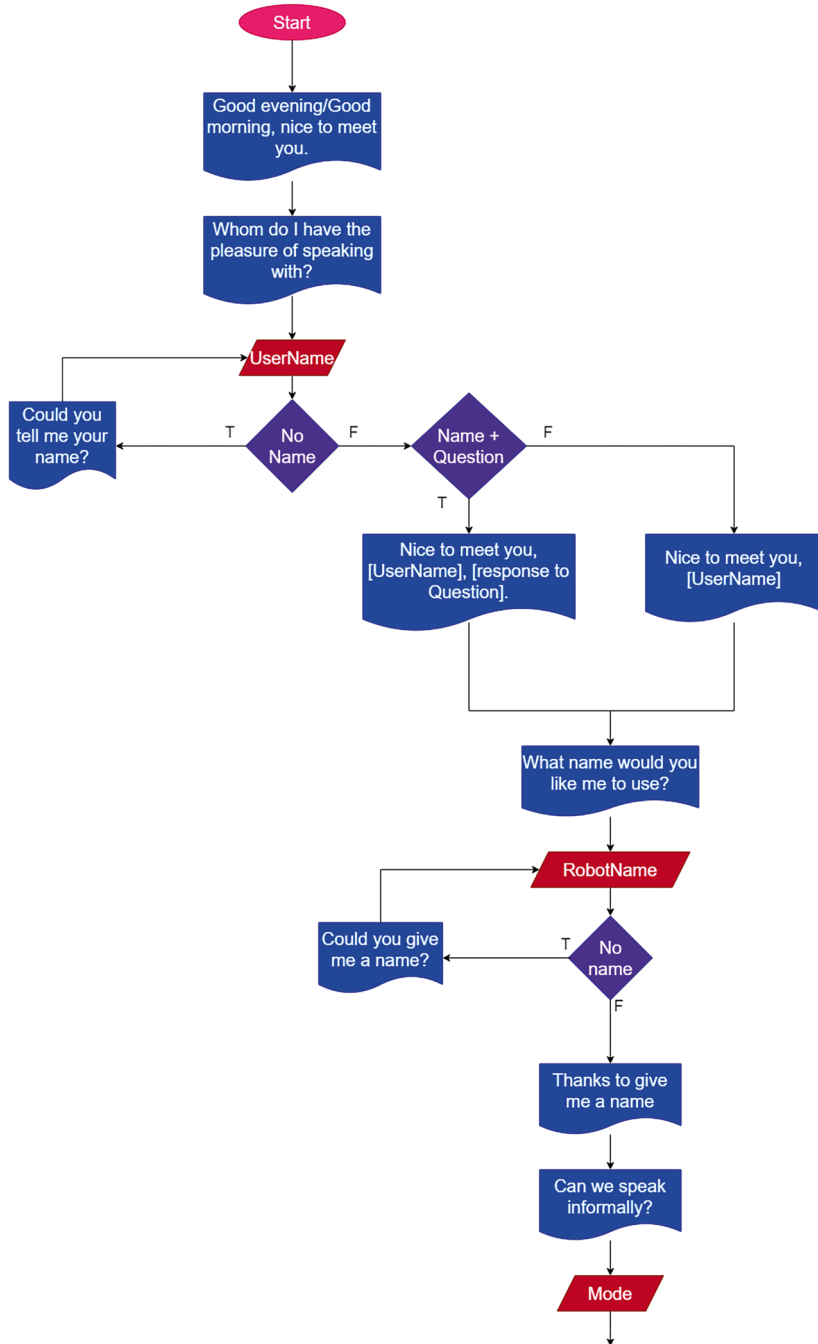 Start
Good evening/Good
morning, nice to meet
you.
Whom do I have the
pleasure of speaking
with?
UserName
Could you
tell me your
name?
T
No
Name
F
Name +
Question
F
T
Nice to meet you,
[UserName], [response to
Question].
Nice to meet you,
[UserName]
What name would you
like me to use?
RobotName
Could you give
me a name?
T
No
name
F
Thanks to give
me a name
Can we speak
informally?
Mode